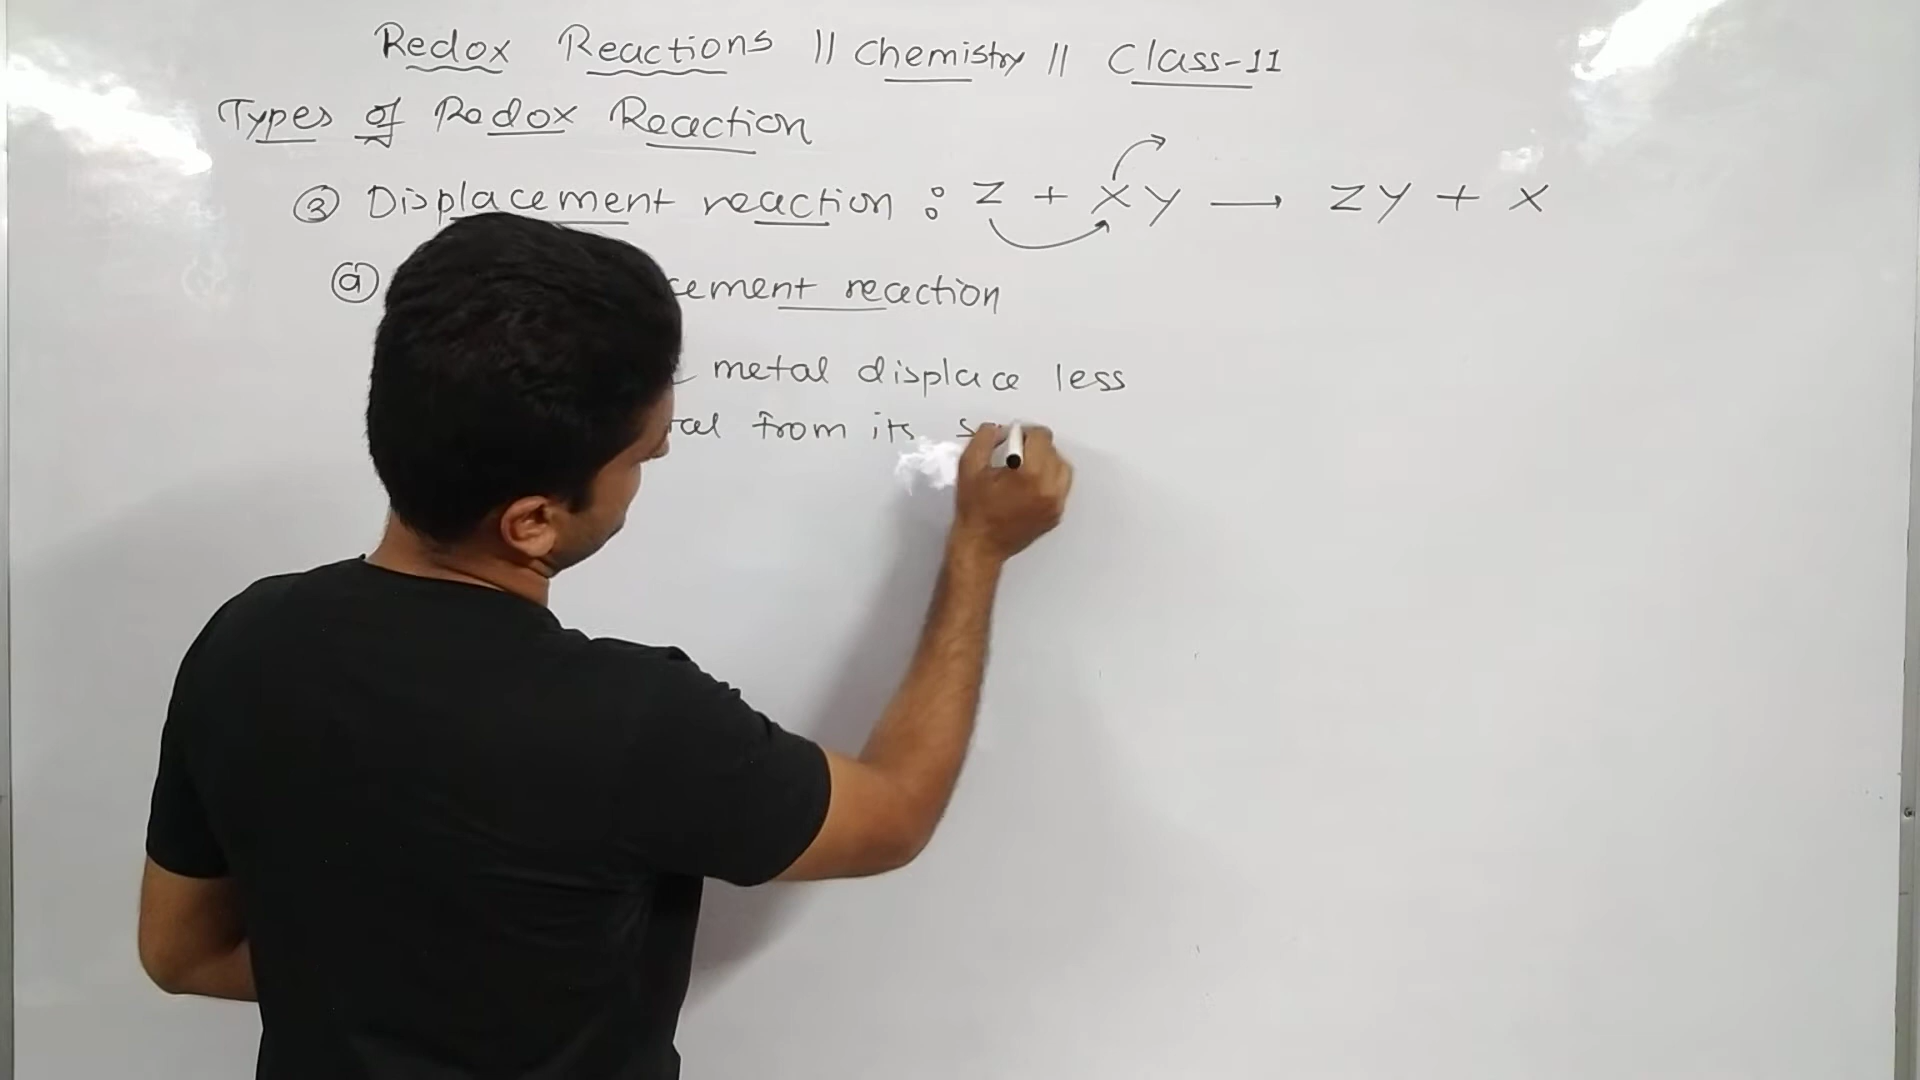 Redox Reactions || Chemistry || Class-11
Types of Redox Reaction
③ Displacement reaction : Z + XY → ZY + X
ⓐ cement reaction
metal displace less
from its